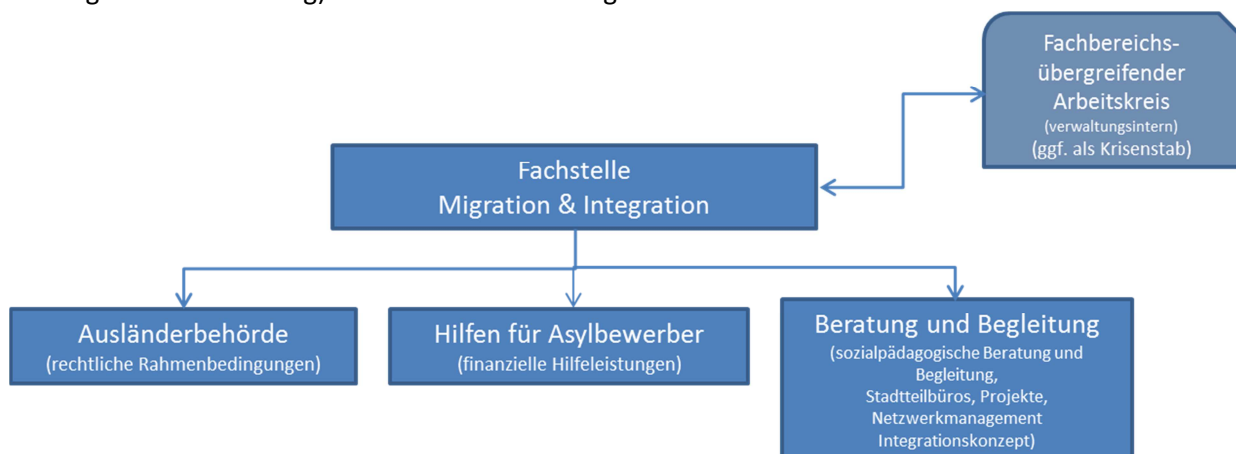 Fachbereichs-
übergreifender
Arbeitskreis
(verwaltungsintern)
(ggf. als Krisenstab)
Fachstelle
Migration & Integration
Ausländerbehörde
(rechtliche Rahmenbedingungen)
Hilfen für Asylbewerber
(finanzielle Hilfeleistungen)
Beratung und Begleitung
(sozialpädagogische Beratung und
Begleitung,
Stadtteilbüros, Projekte,
Netzwerkmanagement
Integrationskonzept)